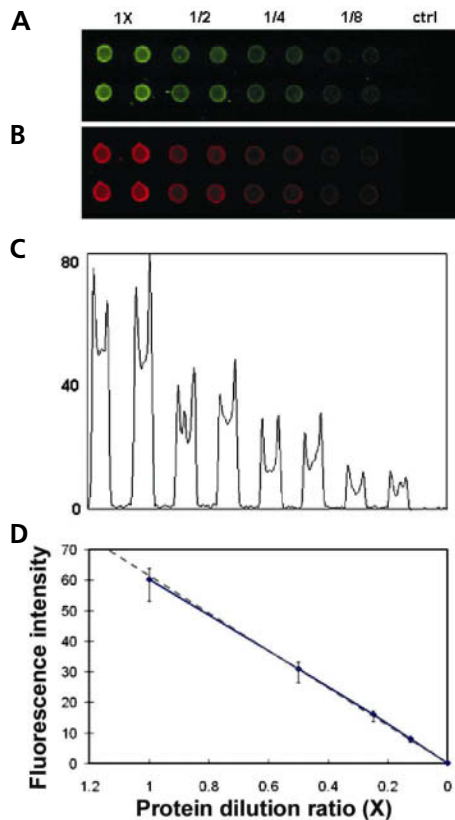 A
1X 1/2 1/4 1/8 ctrl
B
C
80
40
0
D
70
60
50
40
30
20
10
0
Fluorescence intensity
1.2 1 0.8 0.6 0.4 0.2 0
Protein dilution ratio (X)